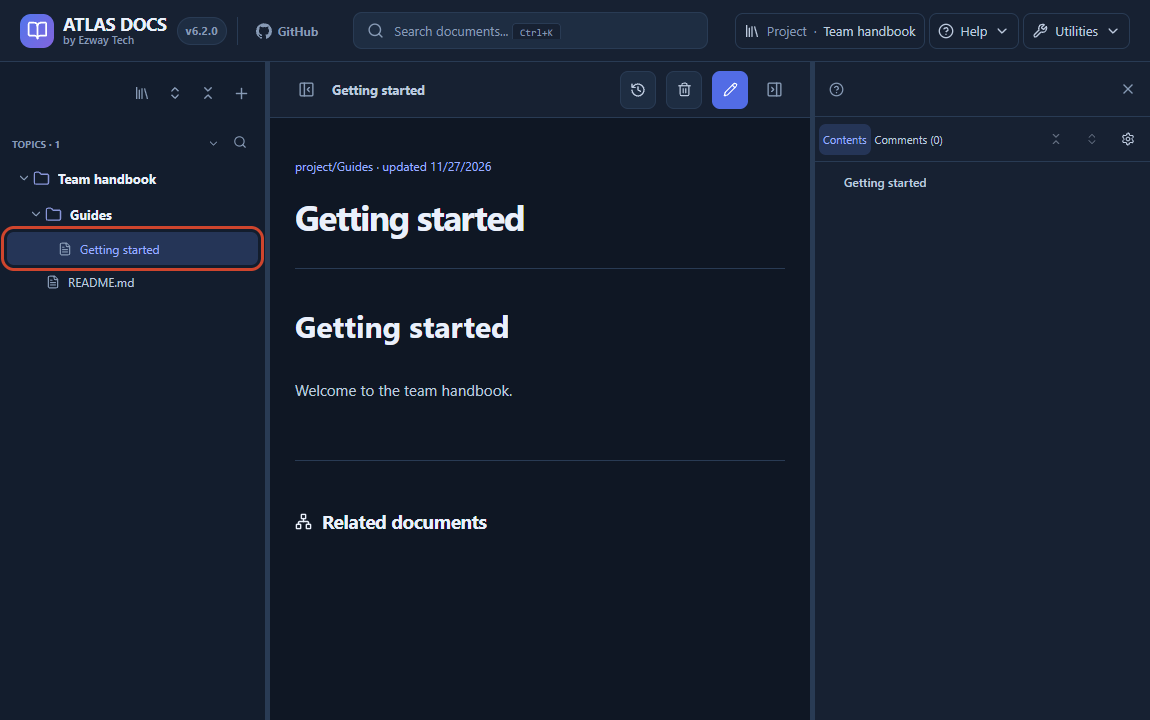 ATLAS DOCS
by Ezway Tech
v6.2.0
GitHub
Search documents... Ctrl+K
Project · Team handbook
Help
Utilities
TOPICS · 1
Team handbook
Guides
Getting started
README.md
Getting started
project/Guides · updated 11/27/2026
Getting started
Getting started
Welcome to the team handbook.
Related documents
Contents
Comments (0)
Getting started